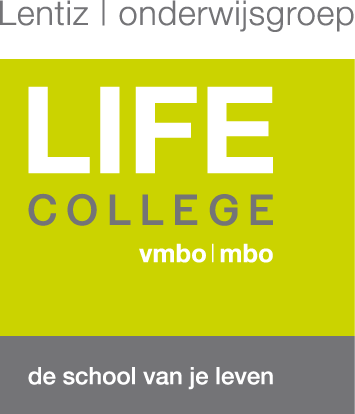 Lentiz | onderwijsgroep
LIFE
COLLEGE
vmbo | mbo
de school van je leven